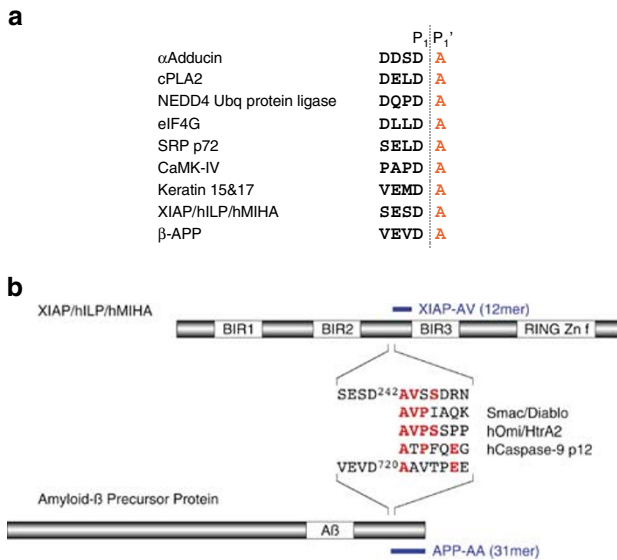 a
P1 P1'
αAdducin DDSD A
cPLA2 DELD A
NEDD4 Ubq protein ligase DQPD A
eIF4G DLLD A
SRP p72 SELD A
CaMK-IV PAPD A
Keratin 15&17 VEMD A
XIAP/hILP/hMIHA SESD A
β-APP VEVD A
b
XIAP/hILP/hMIHA XIAP-AV (12mer)
BIR1 BIR2 BIR3 RING Zn f
SESD242AVSSDRN
AVPIAQK Smac/Diablo
AVPSSPP hOmi/HtrA2
ATPFQEG hCaspase-9 p12
VEVD720AAVTPEE
Amyloid-ß Precursor Protein
Aß
APP-AA (31mer)